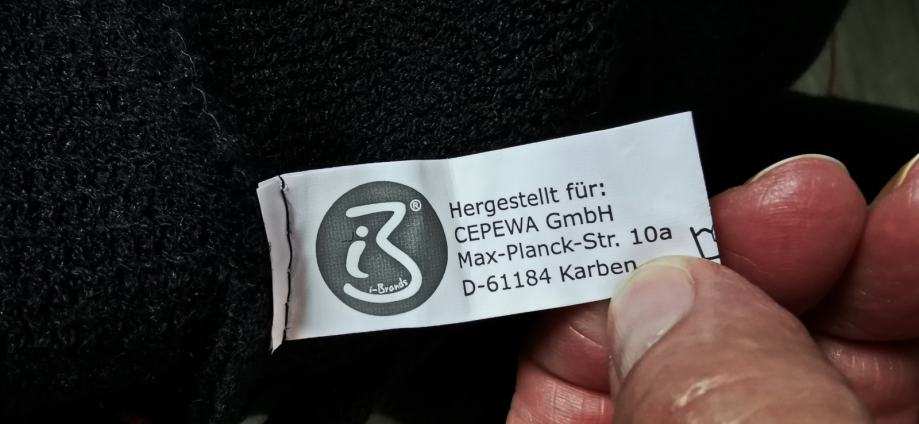 i3®
i-Brands
Hergestellt für:
CEPEWA GmbH
Max-Planck-Str. 10a
D-61184 Karben